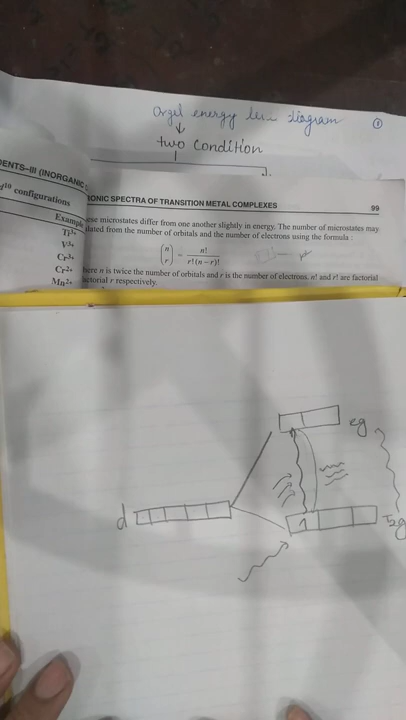 Orgel energy level diagram ①
↓
two Condition
ENTS–III (INORGANIC
d¹⁰ configurations
Example
Ti³⁺
V³⁺
Cr³⁺
Cr²⁺
Mn²⁺
RONIC SPECTRA OF TRANSITION METAL COMPLEXES 99
ese microstates differ from one another slightly in energy. The number of microstates may
lated from the number of orbitals and the number of electrons using the formula :
(n r) = n! / r!(n – r)!
here n is twice the number of orbitals and r is the number of electrons. n! and r! are factorial
actorial r respectively.
eg
d
1
T₂g